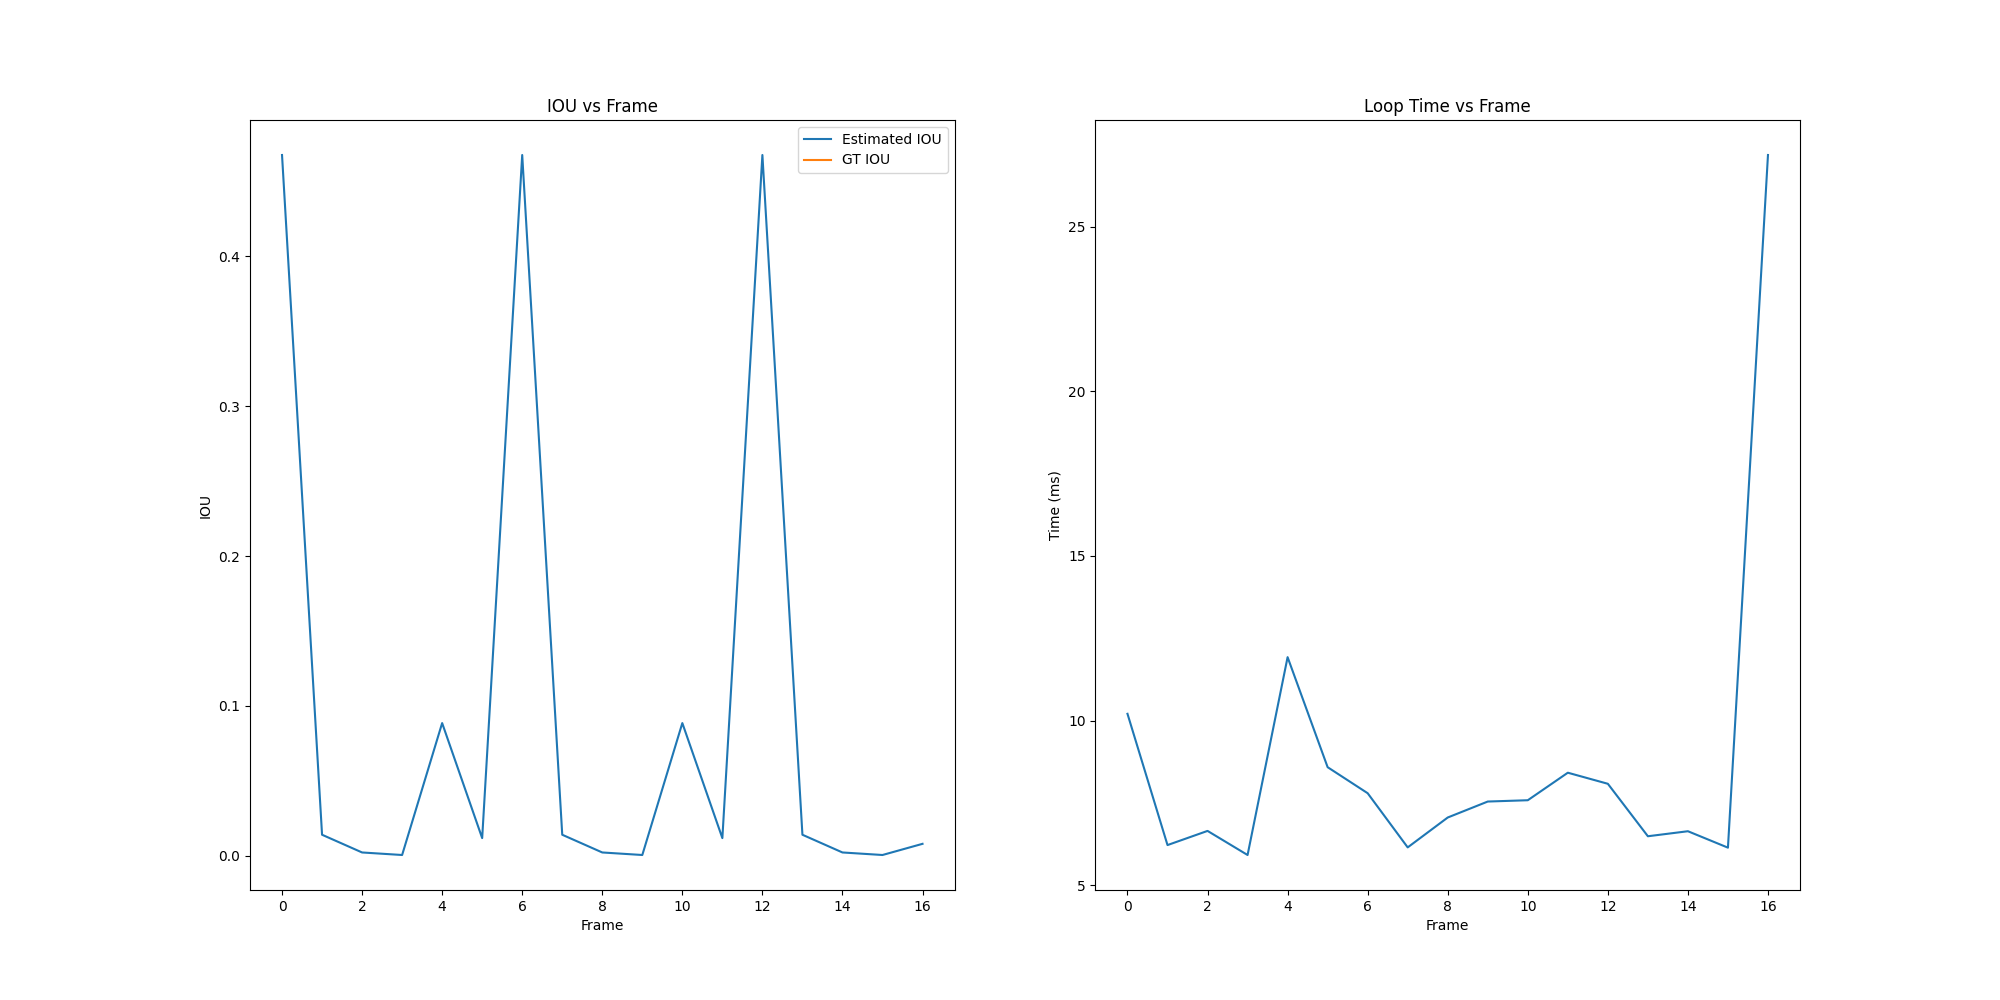 IOU vs Frame
Estimated IOU
GT IOU
IOU
0.4
0.3
0.2
0.1
0.0
0 2 4 6 8 10 12 14 16
Frame
Loop Time vs Frame
Time (ms)
25
20
15
10
5
0 2 4 6 8 10 12 14 16
Frame